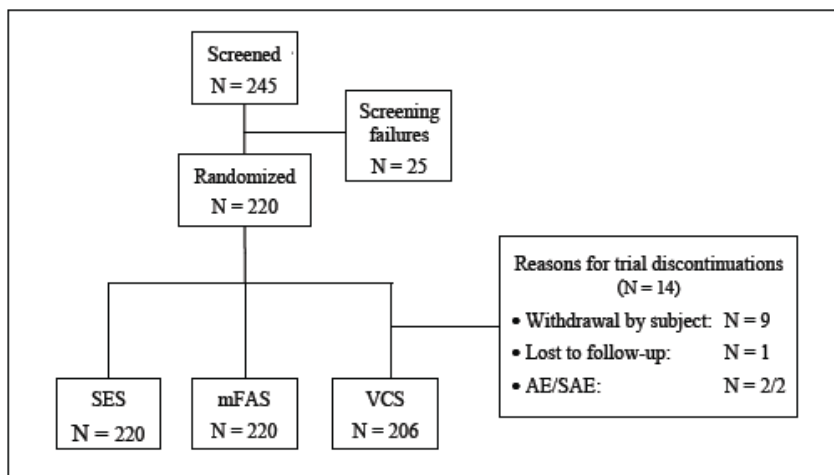 Screened
N = 245
Screening
failures
N = 25
Randomized
N = 220
Reasons for trial discontinuations
(N = 14)
• Withdrawal by subject: N = 9
• Lost to follow-up: N = 1
• AE/SAE: N = 2/2
SES
N = 220
mFAS
N = 220
VCS
N = 206